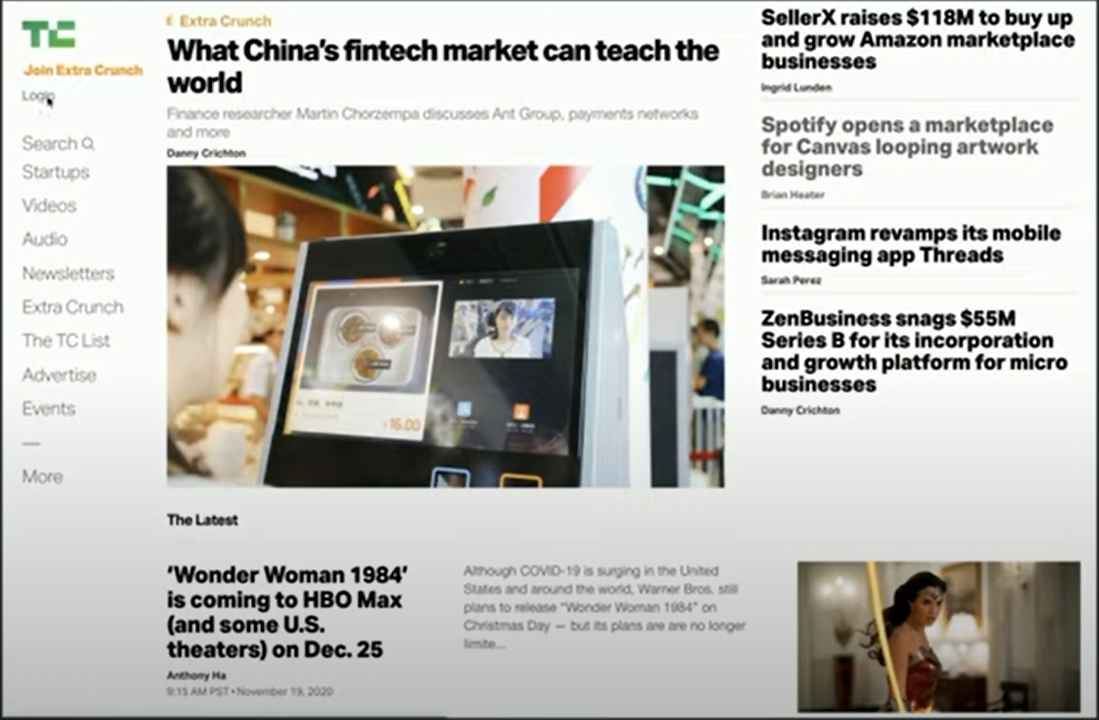 TC
Join Extra Crunch
Login
Search
Startups
Videos
Audio
Newsletters
Extra Crunch
The TC List
Advertise
Events
More
Extra Crunch
What China's fintech market can teach the
world
Finance researcher Martin Chorzempa discusses Ant Group, payments networks
and more
Danny Crichton
16.00
SellerX raises $118M to buy up
and grow Amazon marketplace
businesses
Ingrid Lunden
Spotify opens a marketplace
for Canvas looping artwork
designers
Brian Heater
Instagram revamps its mobile
messaging app Threads
Sarah Perez
ZenBusiness snags $55M
Series B for its incorporation
and growth platform for micro
businesses
Danny Crichton
The Latest
‘Wonder Woman 1984’
is coming to HBO Max
(and some U.S.
theaters) on Dec. 25
Anthony Ha
9:15 AM PST • November 19, 2020
Although COVID-19 is surging in the United
States and around the world, Warner Bros. still
plans to release “Wonder Woman 1984” on
Christmas Day — but its plans are are no longer
limite...